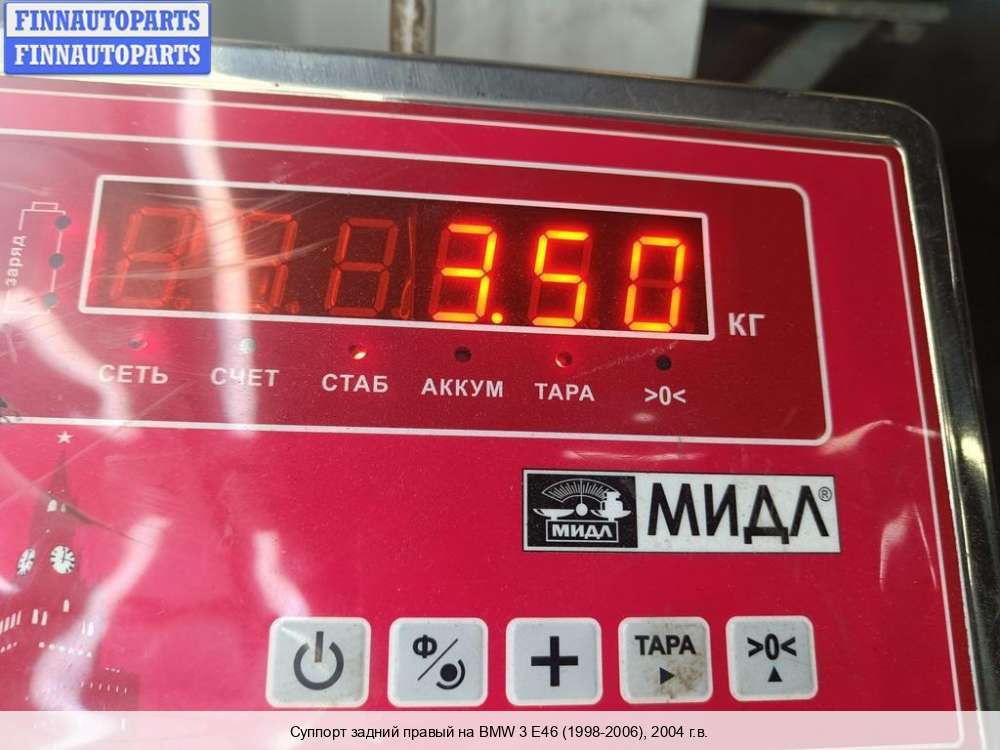 FINNAUTOPARTS
FINNAUTOPARTS
заряд
3.50
КГ
СЕТЬ СЧЕТ СТАБ АККУМ ТАРА >0<
МИДЛ МИДЛ®
Ф ТАРА >0<
Суппорт задний правый на BMW 3 E46 (1998-2006), 2004 г.в.